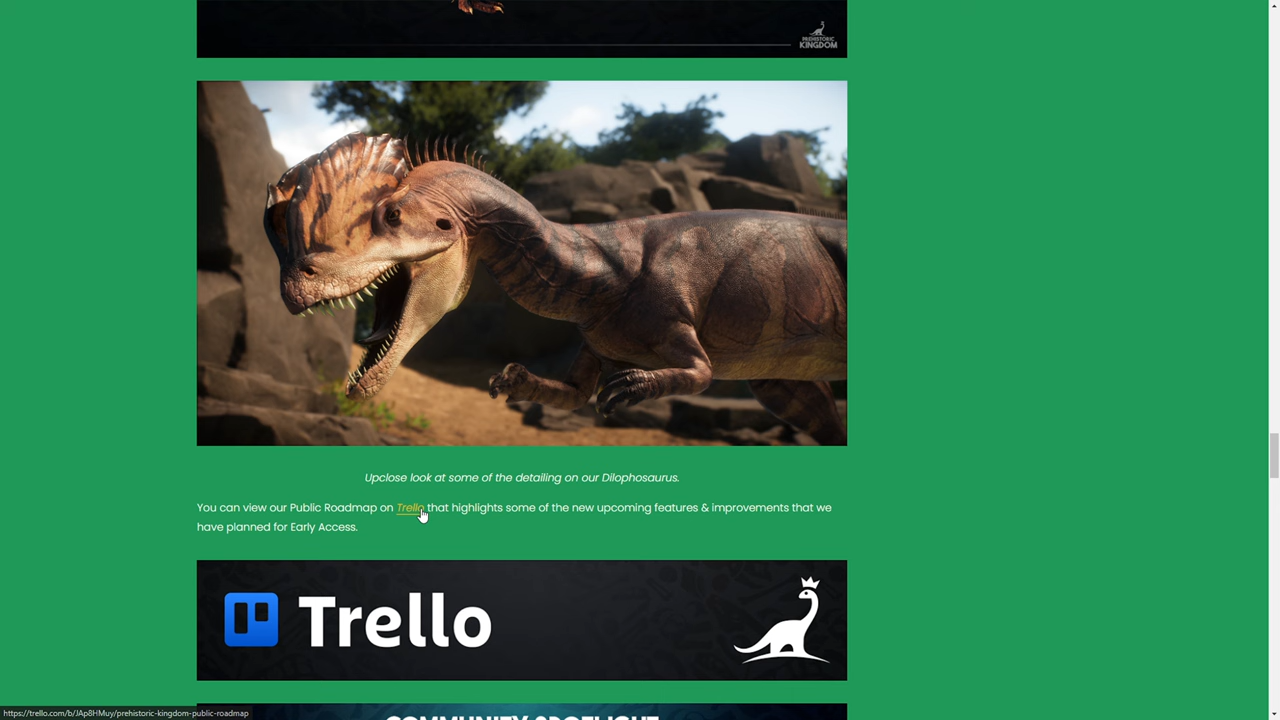 PREHISTORIC
KINGDOM
Upclose look at some of the detailing on our Dilophosaurus.
You can view our Public Roadmap on Trello that highlights some of the new upcoming features & improvements that we
have planned for Early Access.
Trello
COMMUNITY SPOTLIGHT
https://trello.com/b/JAp8HMuy/prehistoric-kingdom-public-roadmap